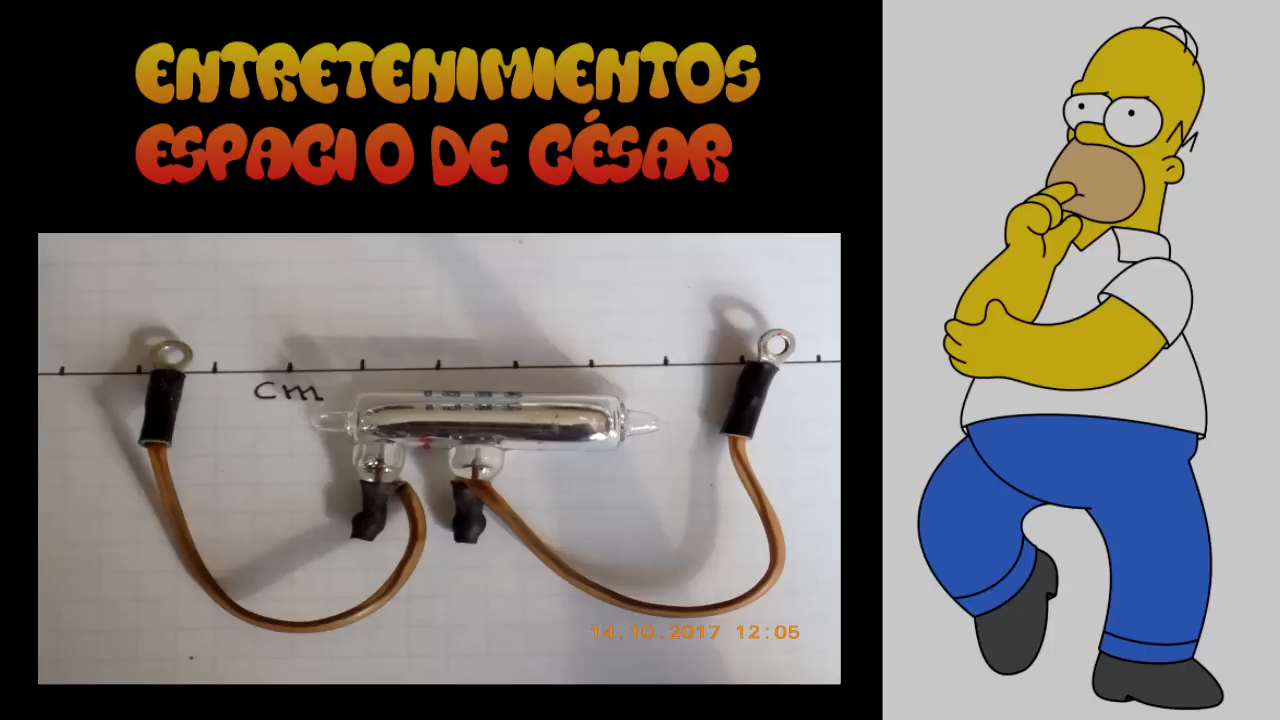 ENTRETENIMIENTOS
ESPACIO DE CÉSAR
cm
14.10.2017 12:05